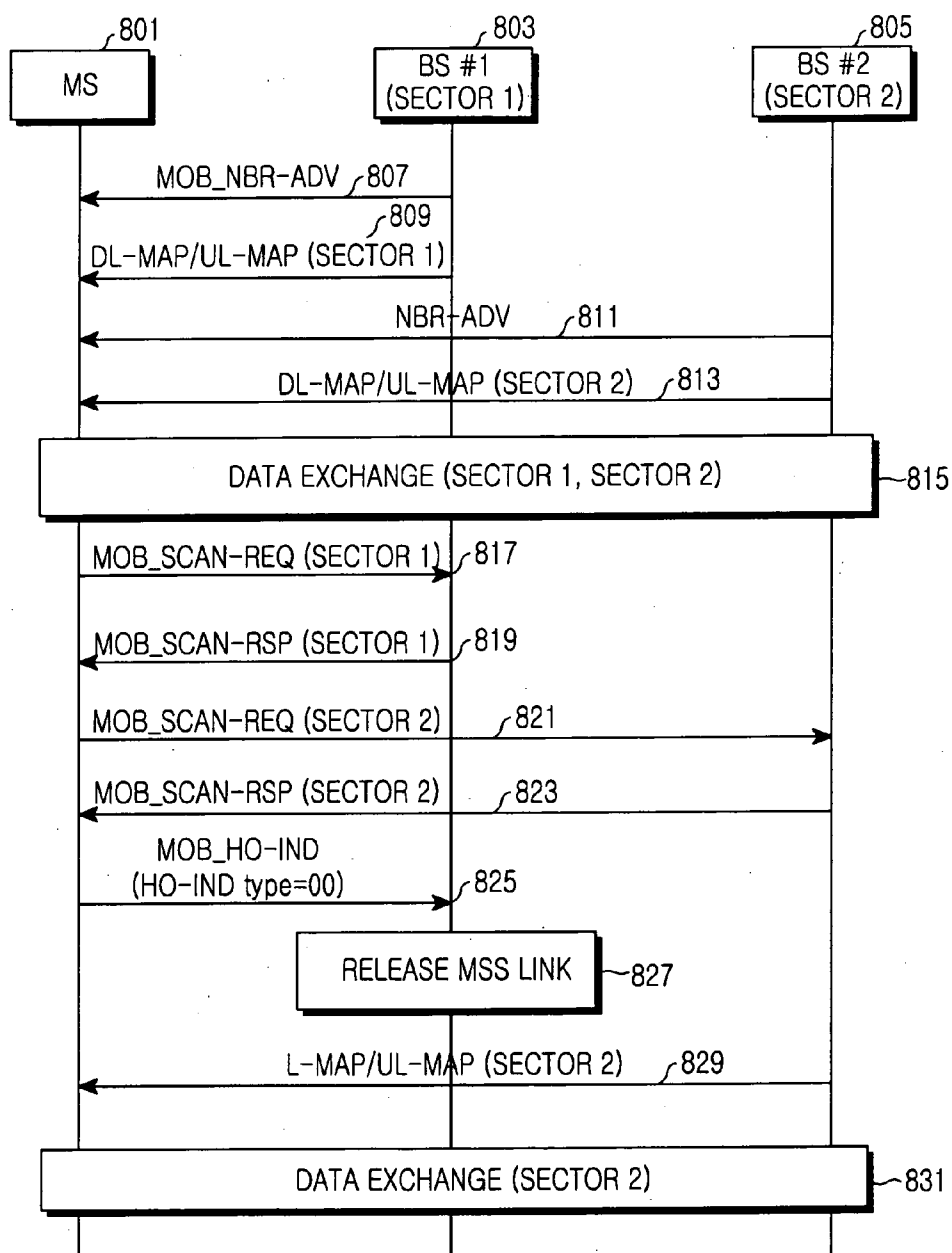 801
803
805
MS
BS #1
(SECTOR 1)
BS #2
(SECTOR 2)
MOB_NBR-ADV
807
809
DL-MAP/UL-MAP (SECTOR 1)
NBR-ADV
811
DL-MAP/UL-MAP (SECTOR 2)
813
DATA EXCHANGE (SECTOR 1, SECTOR 2)
815
MOB_SCAN-REQ (SECTOR 1)
817
MOB_SCAN-RSP (SECTOR 1)
819
MOB_SCAN-REQ (SECTOR 2)
821
MOB_SCAN-RSP (SECTOR 2)
823
MOB_HO-IND
(HO-IND type=00)
825
RELEASE MSS LINK
827
L-MAP/UL-MAP (SECTOR 2)
829
DATA EXCHANGE (SECTOR 2)
831